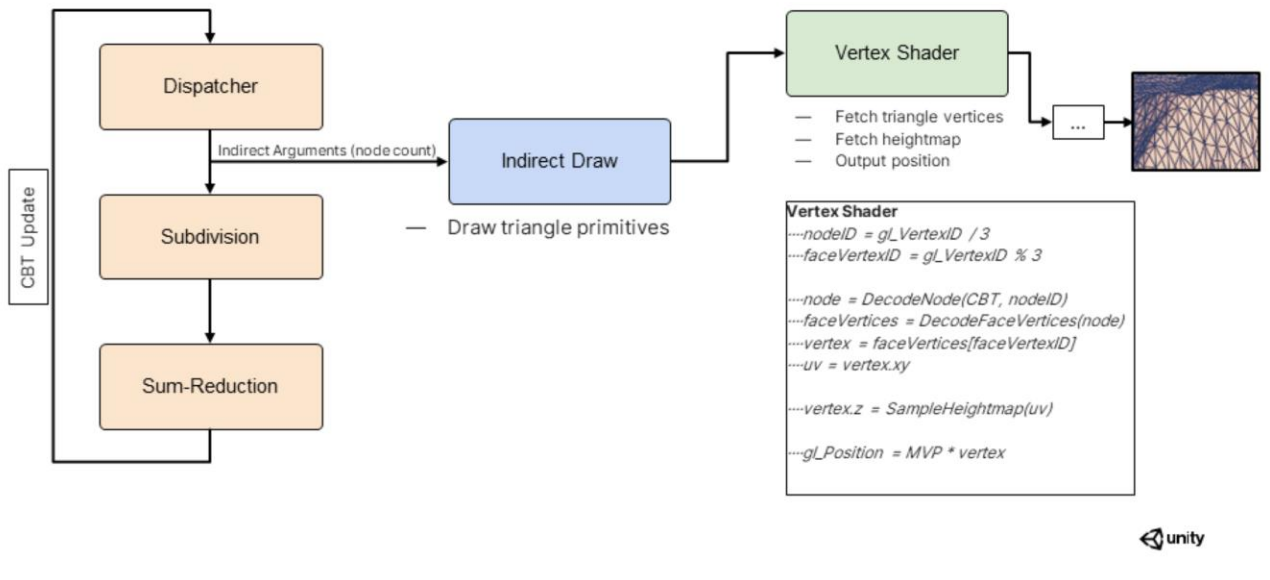 Dispatcher
Indirect Arguments (node count)
CBT Update
Subdivision
Sum-Reduction
Indirect Draw
— Draw triangle primitives
Vertex Shader
— Fetch triangle vertices
— Fetch heightmap
— Output position
...
Vertex Shader
····nodeID = gl_VertexID / 3
····faceVertexID = gl_VertexID % 3
····node = DecodeNode(CBT, nodeID)
····faceVertices = DecodeFaceVertices(node)
····vertex = faceVertices[faceVertexID]
····uv = vertex.xy
····vertex.z = SampleHeightmap(uv)
····gl_Position = MVP * vertex
unity